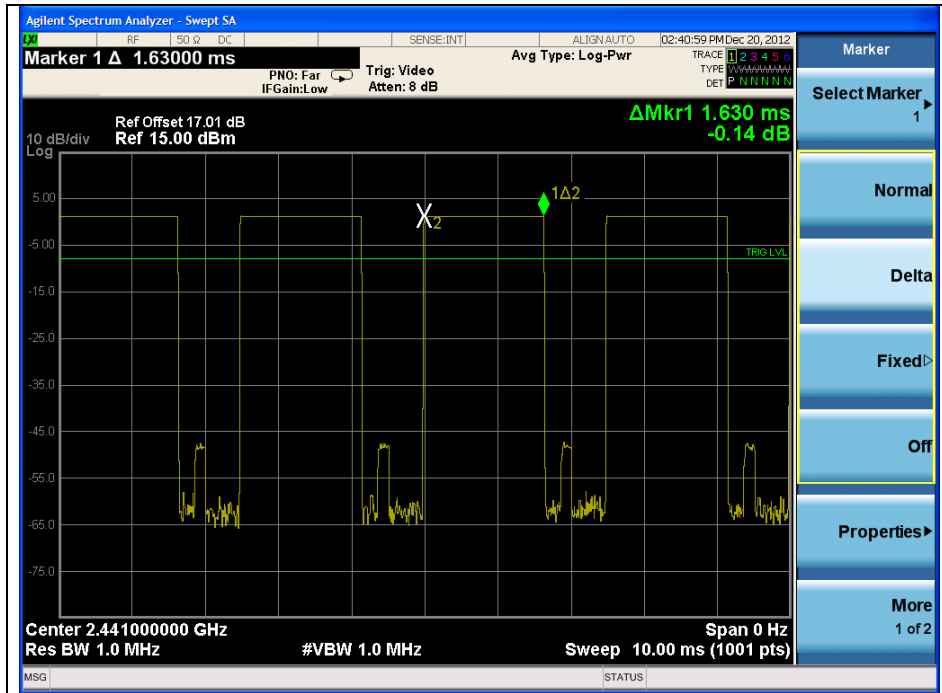 Agilent Spectrum Analyzer - Swept SA
LXI RF 50 Ω DC SENSE:INT ALIGN AUTO 02:40:59 PM Dec 20, 2012
Marker 1 Δ 1.63000 ms
PNO: Far
IFGain:Low
Trig: Video
Atten: 8 dB
Avg Type: Log-Pwr
TRACE 1 2 3 4 5 6
TYPE WWWWWW
DET P N N N N N
ΔMkr1 1.630 ms
-0.14 dB
Ref Offset 17.01 dB
10 dB/div Ref 15.00 dBm
Log
5.00
-5.00
-15.0
-25.0
-35.0
-45.0
-55.0
-65.0
-75.0
1Δ2
X2
TRIG LVL
Center 2.441000000 GHz Span 0 Hz
Res BW 1.0 MHz #VBW 1.0 MHz Sweep 10.00 ms (1001 pts)
MSG STATUS
Marker
Select Marker
1
Normal
Delta
Fixed
Off
Properties
More
1 of 2